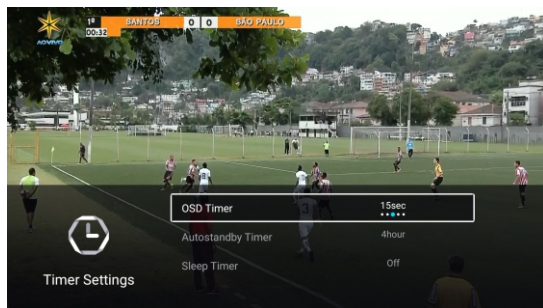 1º SANTOS 0 0 SÃO PAULO
00:32
AO VIVO
OSD Timer 15sec
Autostandby Timer 4hour
Sleep Timer Off
Timer Settings